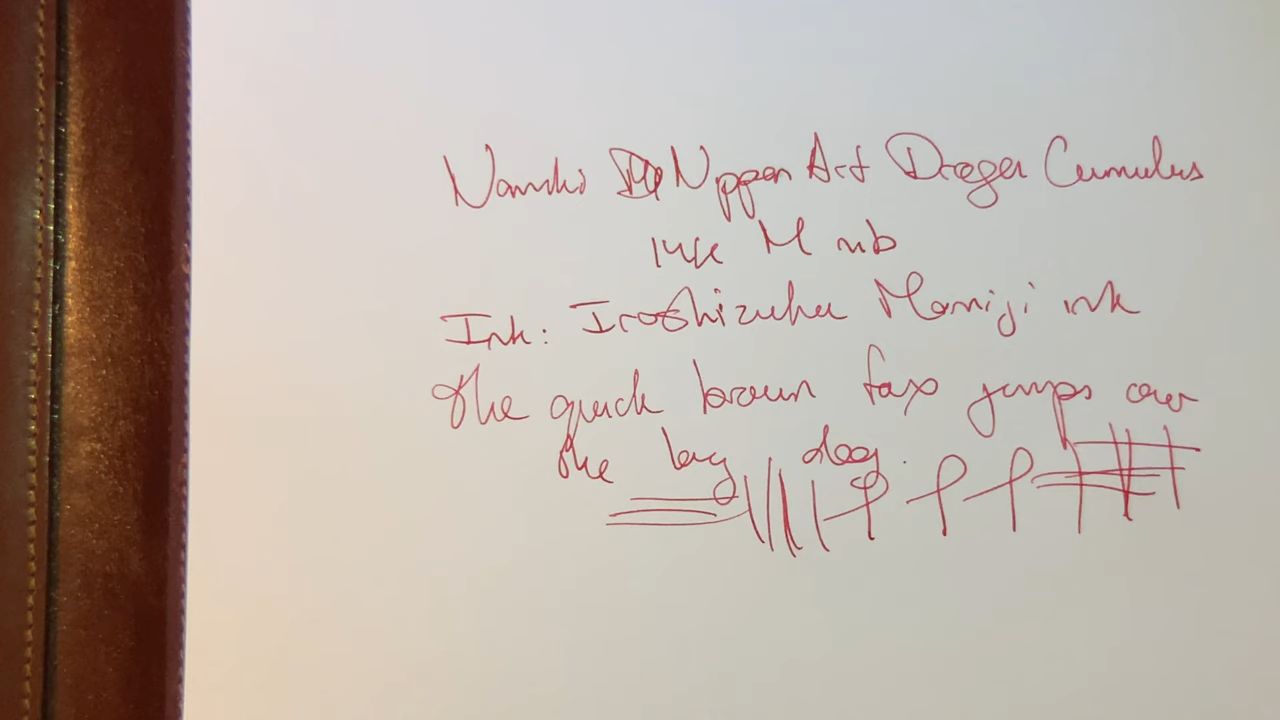 Namiki Nippon Art Dragon Cumulus
14k M nib
Ink: Iroshizuku Momiji ink
The quick brown fox jumps over
the lazy dog.